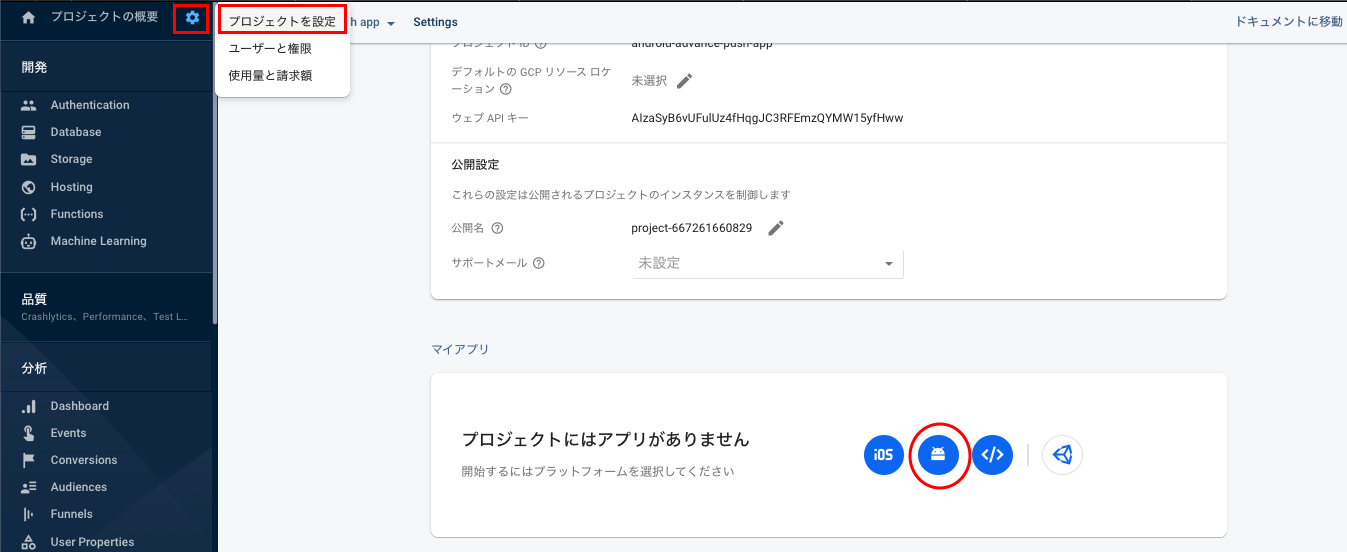 プロジェクトの概要
プロジェクトを設定
ユーザーと権限
使用量と請求額
h app
Settings
ドキュメントに移動
開発
Authentication
Database
Storage
Hosting
Functions
Machine Learning
品質
Crashlytics、Performance、Test L...
分析
Dashboard
Events
Conversions
Audiences
Funnels
User Properties
プロジェクト ID
android-advance-push-app
デフォルトの GCP リソース ロケ
ーション
未選択
ウェブ API キー
AIzaSyB6vUFulUz4fHqgJC3RFEmzQYMW15yfHww
公開設定
これらの設定は公開されるプロジェクトのインスタンスを制御します
公開名
project-667261660829
サポートメール
未設定
マイアプリ
プロジェクトにはアプリがありません
開始するにはプラットフォームを選択してください
iOS